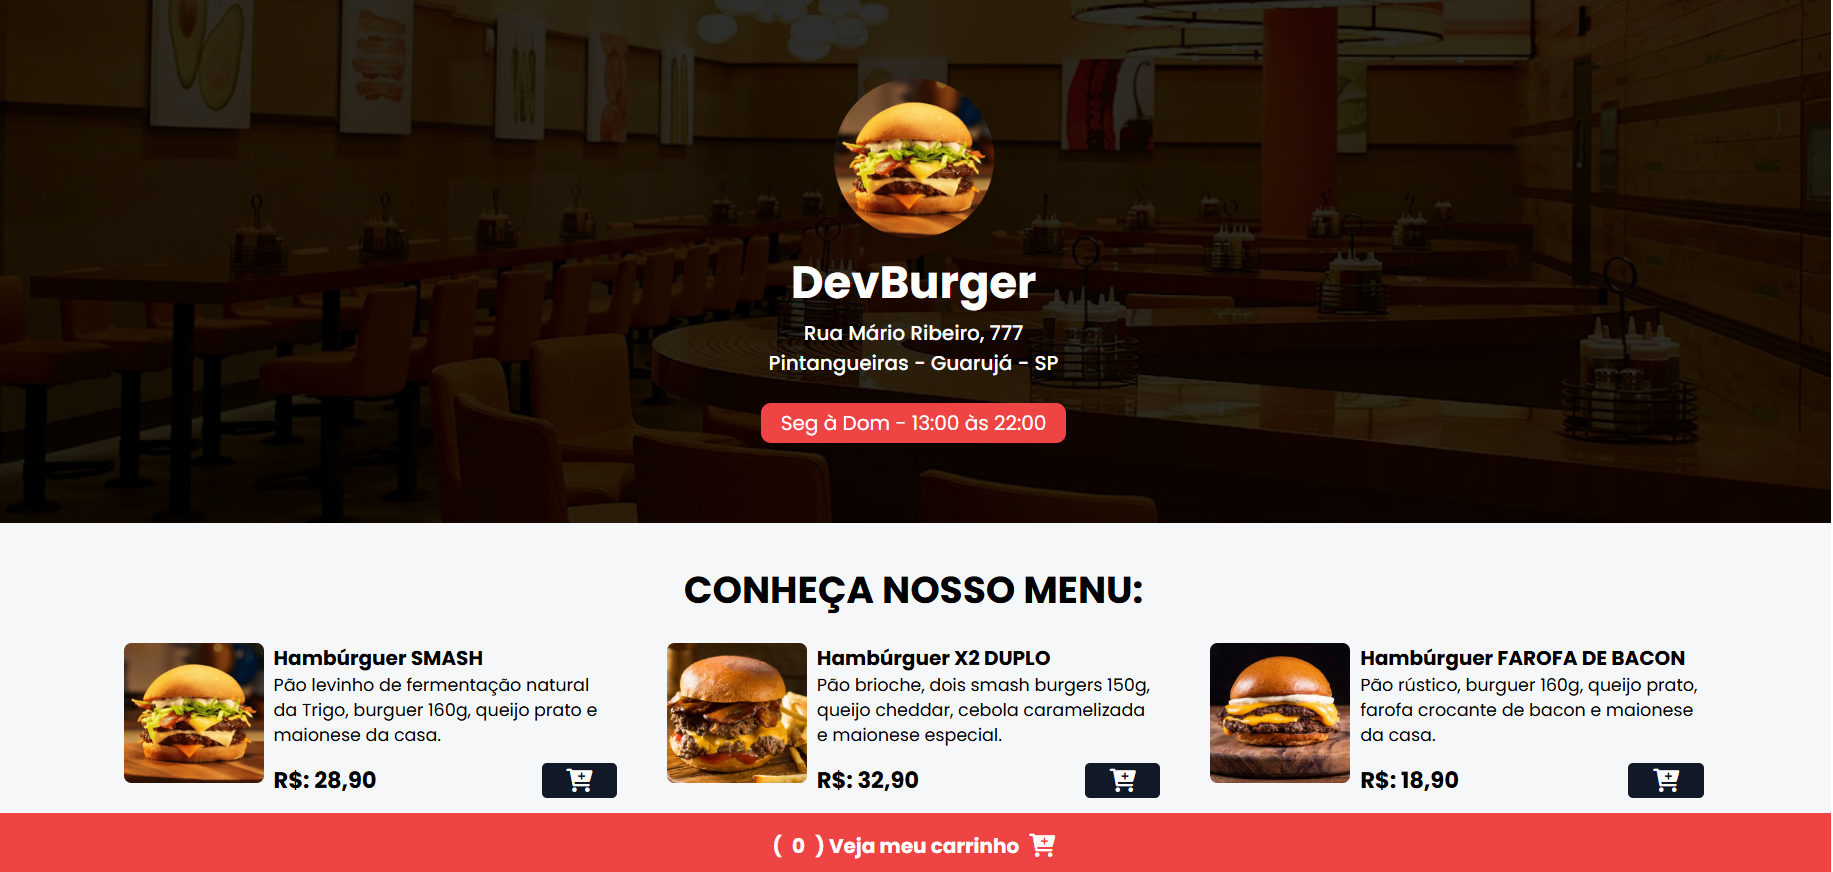 DevBurger
Rua Mário Ribeiro, 777
Pintangueiras - Guarujá - SP
Seg à Dom - 13:00 às 22:00
CONHEÇA NOSSO MENU:
Hambúrguer SMASH
Pão levinho de fermentação natural
da Trigo, burguer 160g, queijo prato e
maionese da casa.
R$: 28,90
Hambúrguer X2 DUPLO
Pão brioche, dois smash burgers 150g,
queijo cheddar, cebola caramelizada
e maionese especial.
R$: 32,90
Hambúrguer FAROFA DE BACON
Pão rústico, burguer 160g, queijo prato,
farofa crocante de bacon e maionese
da casa.
R$: 18,90
( 0 ) Veja meu carrinho